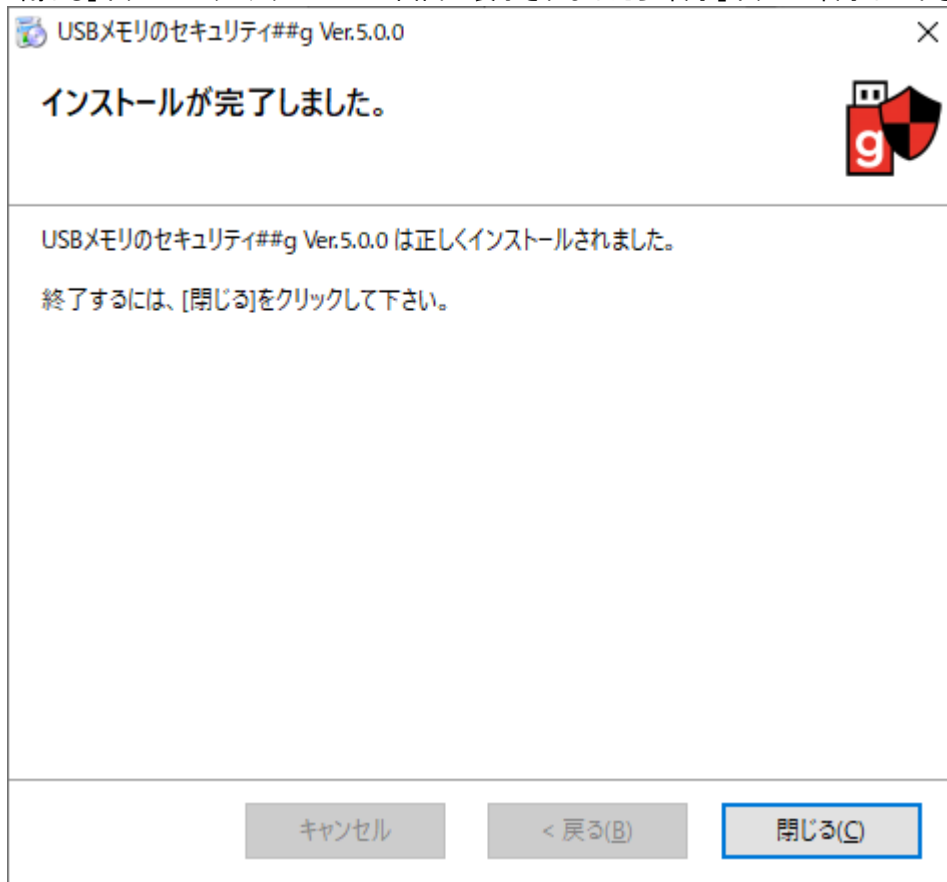 USBメモリのセキュリティ##g Ver.5.0.0
インストールが完了しました。
g
USBメモリのセキュリティ##g Ver.5.0.0 は正しくインストールされました。
終了するには、[閉じる]をクリックして下さい。
キャンセル
< 戻る(B)
閉じる(C)